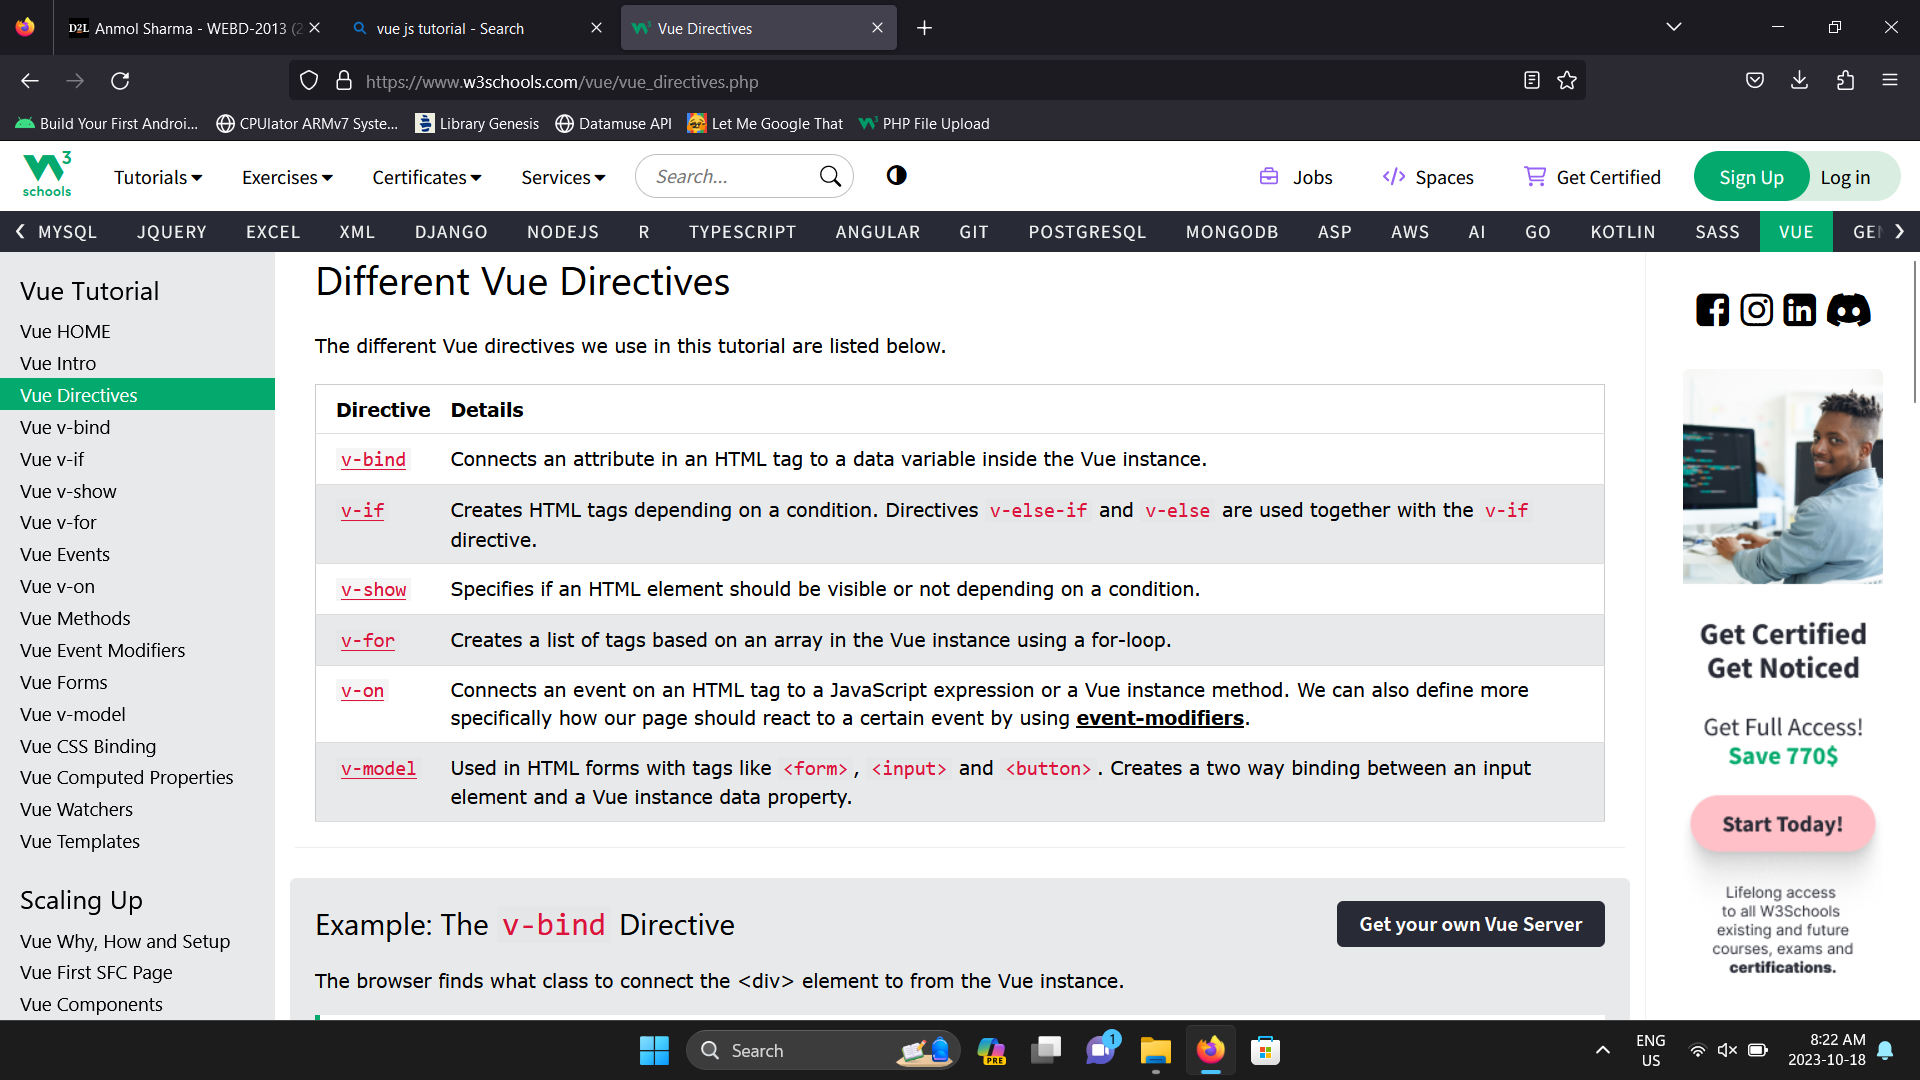 D2L Anmol Sharma - WEBD-2013 (2
vue js tutorial - Search
Vue Directives
https://www.w3schools.com/vue/vue_directives.php
Build Your First Androi...
CPUlator ARMv7 Syste...
Library Genesis
Datamuse API
Let Me Google That
PHP File Upload
W3 schools
Tutorials
Exercises
Certificates
Services
Search...
Jobs
Spaces
Get Certified
Sign Up
Log in
MYSQL JQUERY EXCEL XML DJANGO NODEJS R TYPESCRIPT ANGULAR GIT POSTGRESQL MONGODB ASP AWS AI GO KOTLIN SASS VUE GEN
Vue Tutorial
Vue HOME
Vue Intro
Vue Directives
Vue v-bind
Vue v-if
Vue v-show
Vue v-for
Vue Events
Vue v-on
Vue Methods
Vue Event Modifiers
Vue Forms
Vue v-model
Vue CSS Binding
Vue Computed Properties
Vue Watchers
Vue Templates
Scaling Up
Vue Why, How and Setup
Vue First SFC Page
Vue Components
Different Vue Directives
The different Vue directives we use in this tutorial are listed below.
Directive Details
v-bind Connects an attribute in an HTML tag to a data variable inside the Vue instance.
v-if Creates HTML tags depending on a condition. Directives v-else-if and v-else are used together with the v-if
directive.
v-show Specifies if an HTML element should be visible or not depending on a condition.
v-for Creates a list of tags based on an array in the Vue instance using a for-loop.
v-on Connects an event on an HTML tag to a JavaScript expression or a Vue instance method. We can also define more
specifically how our page should react to a certain event by using event-modifiers.
v-model Used in HTML forms with tags like <form>, <input> and <button>. Creates a two way binding between an input
element and a Vue instance data property.
Example: The v-bind Directive
Get your own Vue Server
The browser finds what class to connect the <div> element to from the Vue instance.
Get Certified
Get Noticed
Get Full Access!
Save 770$
Start Today!
Lifelong access
to all W3Schools
existing and future
courses, exams and
certifications.
Search
PRE
1
ENG
US
8:22 AM
2023-10-18